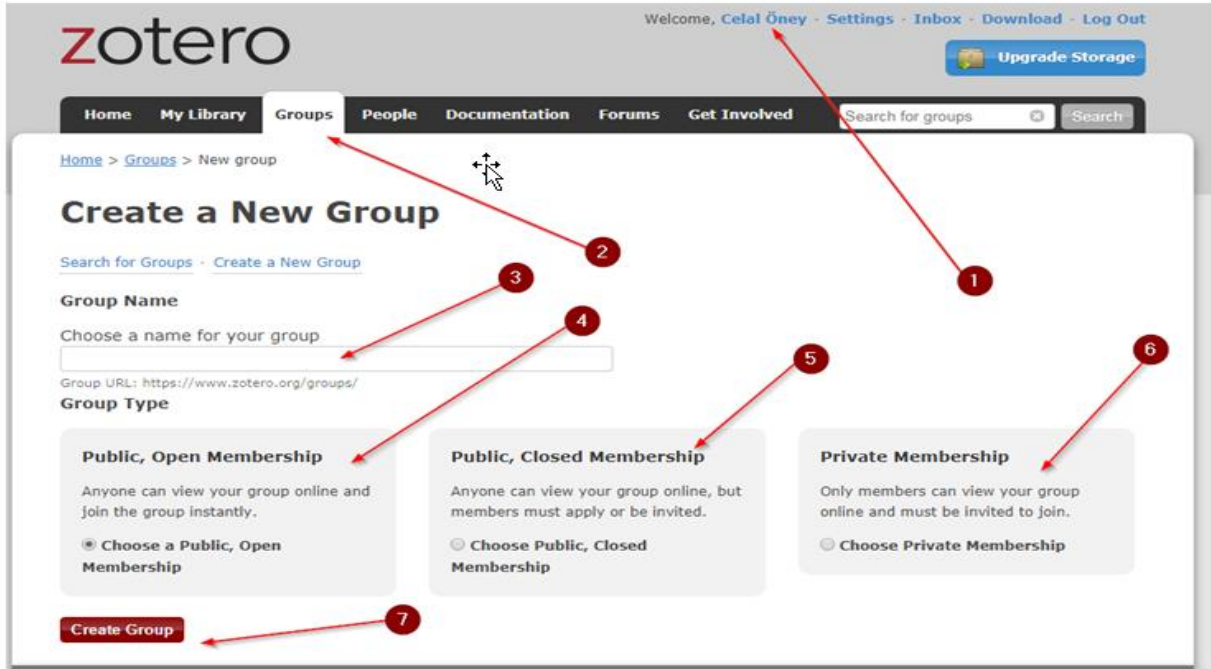 zotero
Welcome, Celal Öney - Settings - Inbox - Download - Log Out
Upgrade Storage
Home My Library Groups People Documentation Forums Get Involved Search for groups Search
Home > Groups > New group
Create a New Group
2
Search for Groups · Create a New Group
3
1
Group Name
4
Choose a name for your group
5
6
Group URL: https://www.zotero.org/groups/
Group Type
Public, Open Membership
Anyone can view your group online and
join the group instantly.
Choose a Public, Open
Membership
Public, Closed Membership
Anyone can view your group online, but
members must apply or be invited.
Choose Public, Closed
Membership
Private Membership
Only members can view your group
online and must be invited to join.
Choose Private Membership
7
Create Group